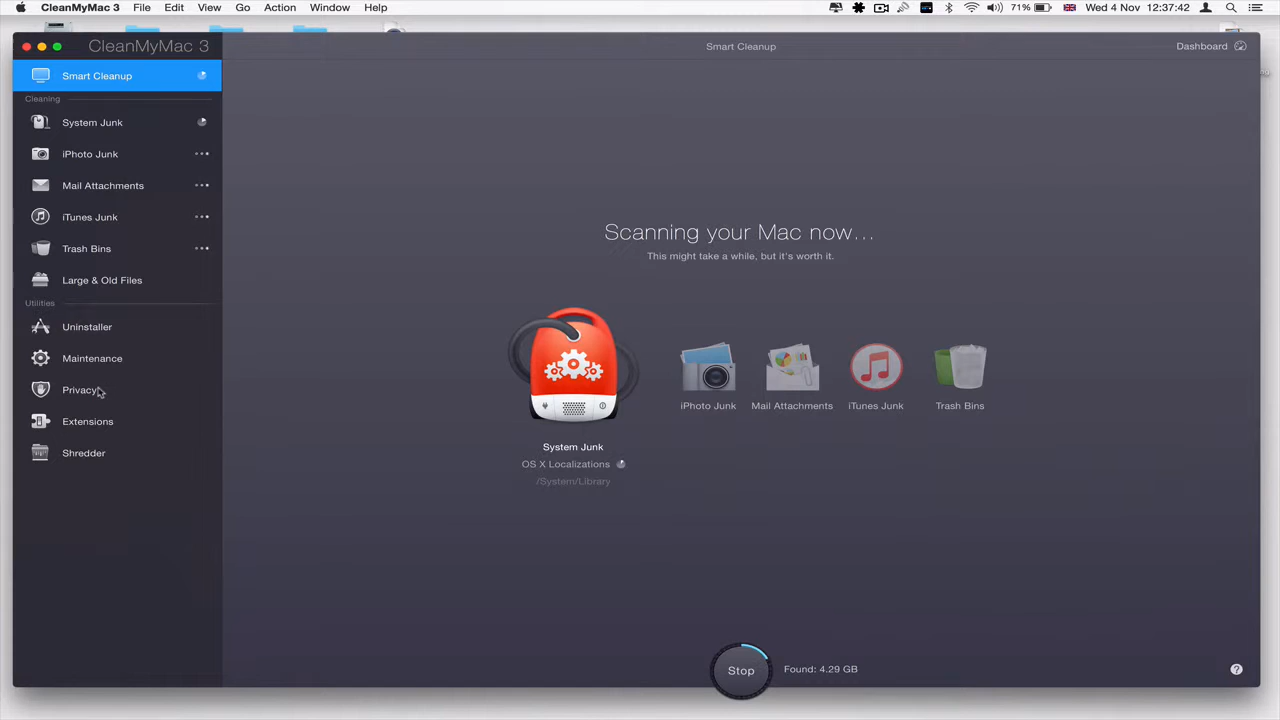 CleanMyMac 3 File Edit View Go Action Window Help 71% Wed 4 Nov 12:37:42
CleanMyMac 3
Smart Cleanup
Dashboard
Smart Cleanup
Cleaning
System Junk
iPhoto Junk
Mail Attachments
iTunes Junk
Trash Bins
Large & Old Files
Utilities
Uninstaller
Maintenance
Privacy
Extensions
Shredder
Scanning your Mac now...
This might take a while, but it's worth it.
iPhoto Junk
Mail Attachments
iTunes Junk
Trash Bins
System Junk
OS X Localizations
/System/Library
Stop
Found: 4.29 GB
?